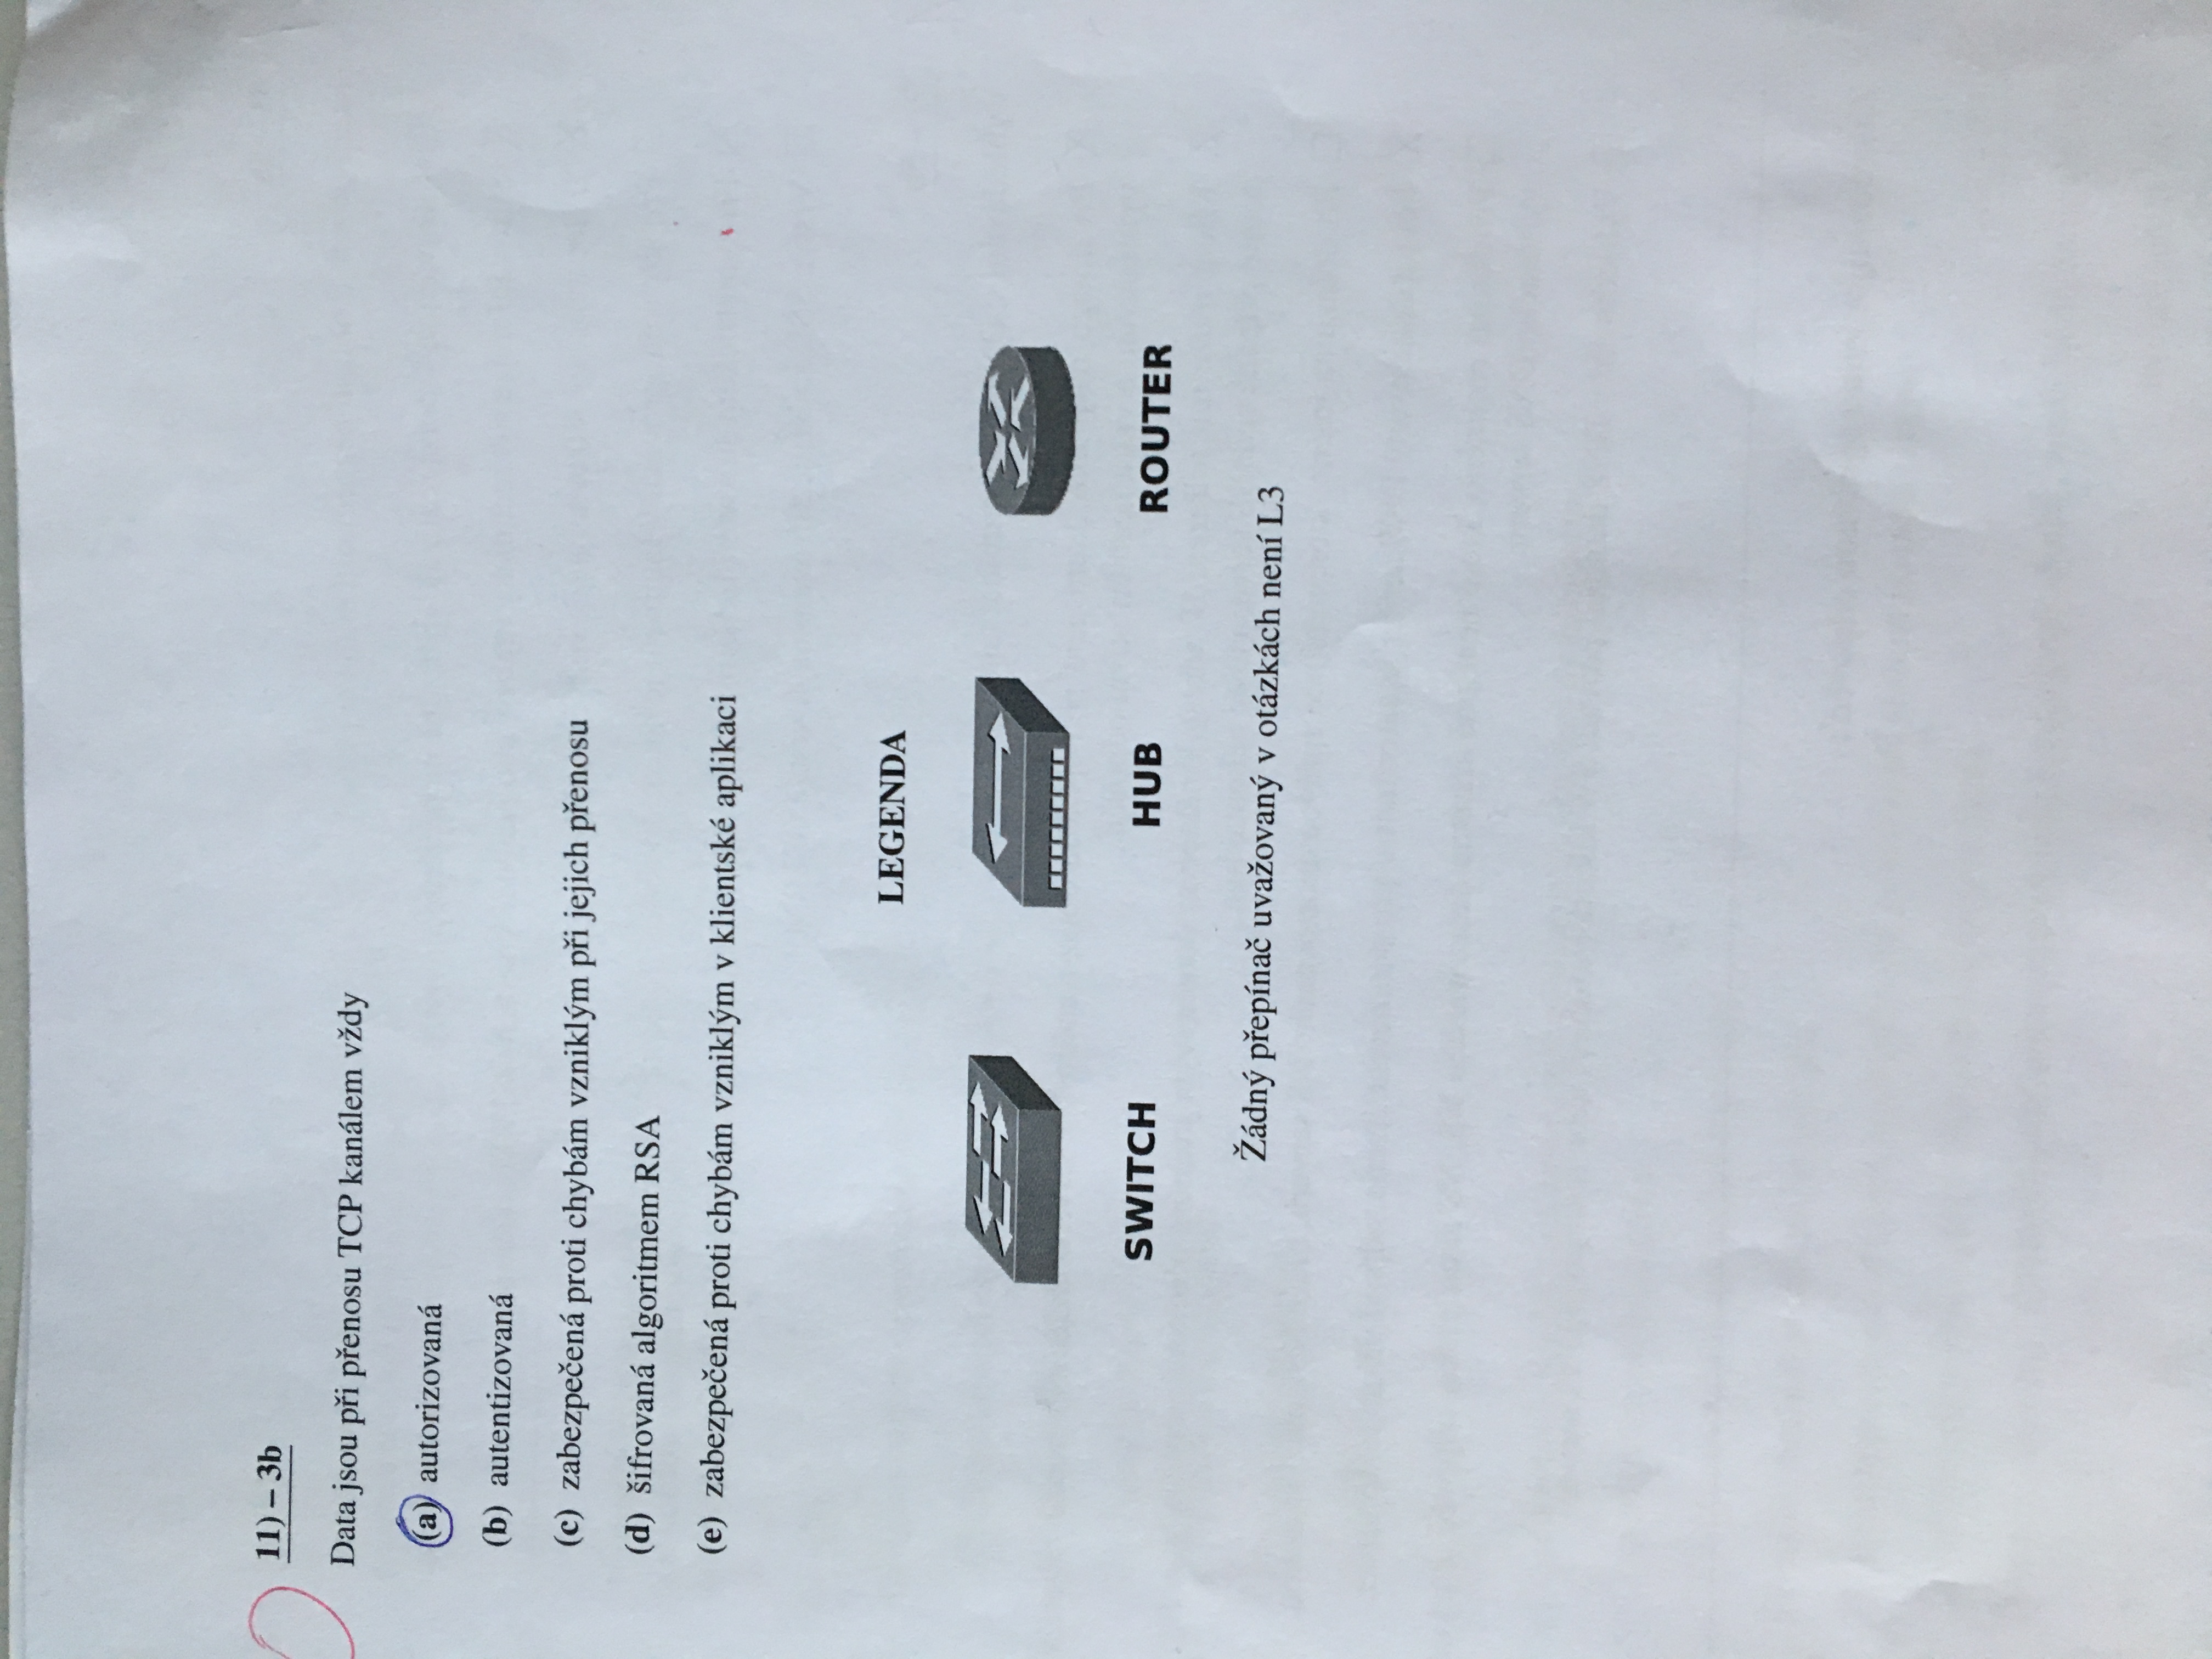 11) – 3b
Data jsou při přenosu TCP kanálem vždy
(a) autorizovaná
(b) autentizovaná
(c) zabezpečená proti chybám vzniklým při jejich přenosu
(d) šifrovaná algoritmem RSA
(e) zabezpečená proti chybám vzniklým v klientské aplikaci
LEGENDA
SWITCH HUB ROUTER
Žádný přepínač uvažovaný v otázkách není L3